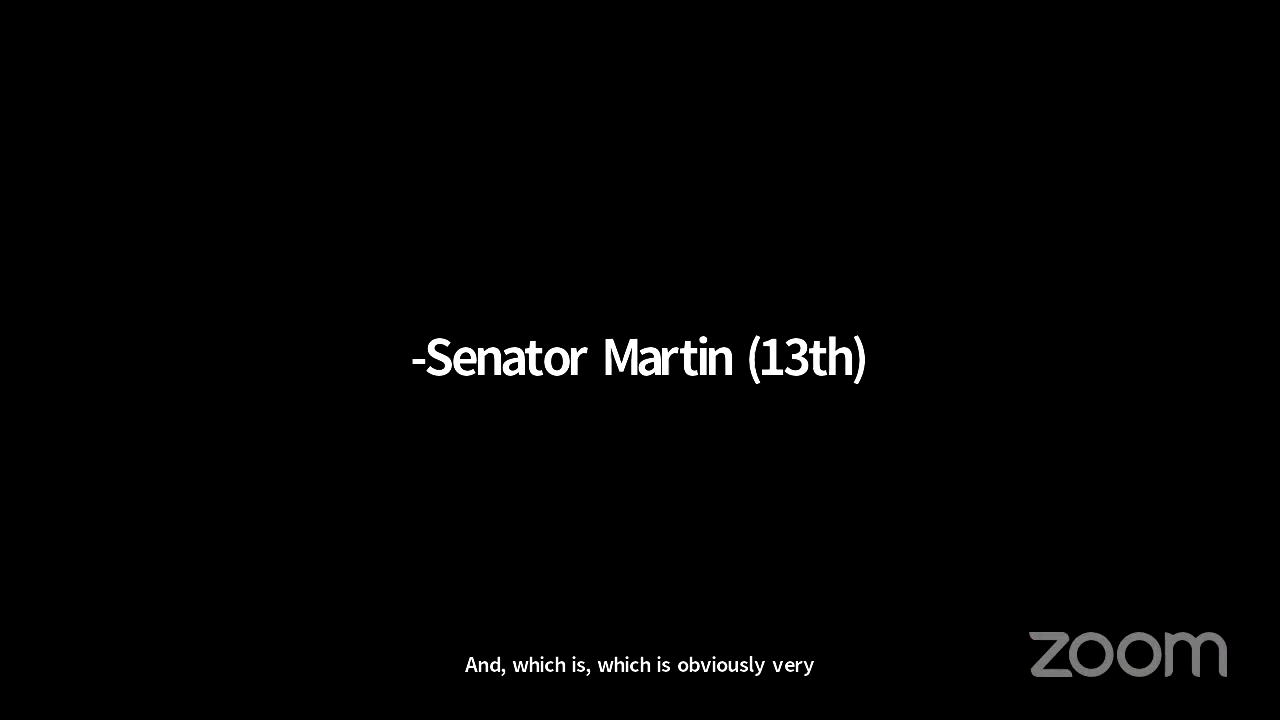 -Senator Martin (13th)
And, which is, which is obviously very
zoom